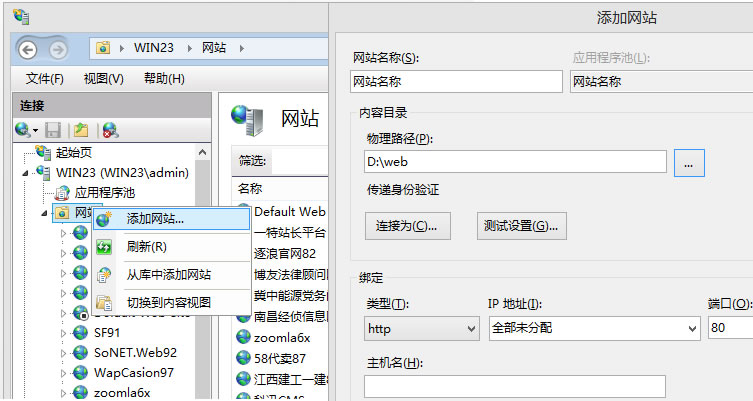 WIN23 网站
文件(F) 视图(V) 帮助(H)
连接
起始页
WIN23 (WIN23\admin)
应用程序池
网站
添加网站...
刷新(R)
从库中添加网站
切换到内容视图
SF91
SoNET.Web92
WapCasion97
zoomla6x
网站
筛选:
名称
Default Web
一特站长平台
逐浪官网82
博友法律顾问
冀中能源党务
南昌经侦信息
zoomla6x
58代卖87
江西建工一建8
添加网站
网站名称(S): 应用程序池(L):
网站名称 网站名称
内容目录
物理路径(P):
D:\web ...
传递身份验证
连接为(C)... 测试设置(G)...
绑定
类型(T): IP 地址(I): 端口(O):
http 全部未分配 80
主机名(H):